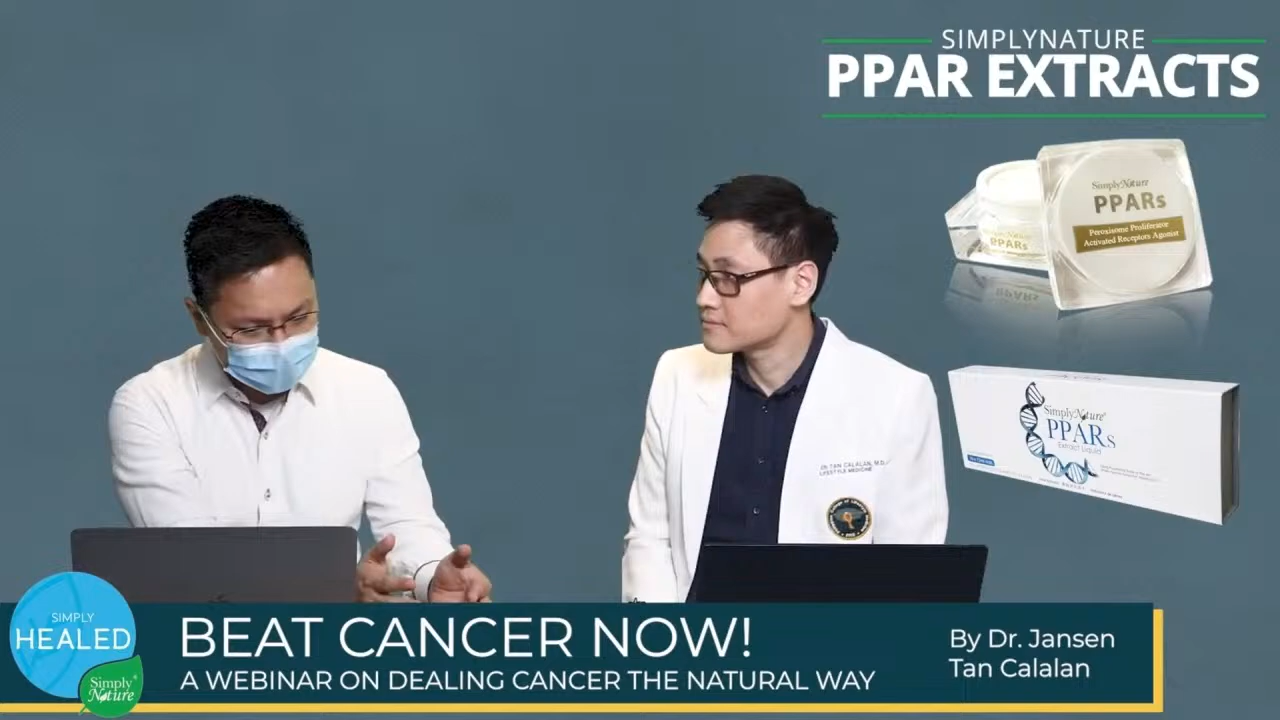 SIMPLYNATURE
PPAR EXTRACTS
SimplyNature
PPARs
Peroxisome Proliferator
Activated Receptors Agonist
PPARs
SimplyNature
PPARs
Extract Liquid
TAN CALALAN, M.D.
LIFESTYLE MEDICINE
SIMPLY
HEALED
Simply
Nature
BEAT CANCER NOW!
A WEBINAR ON DEALING CANCER THE NATURAL WAY
By Dr. Jansen
Tan Calalan